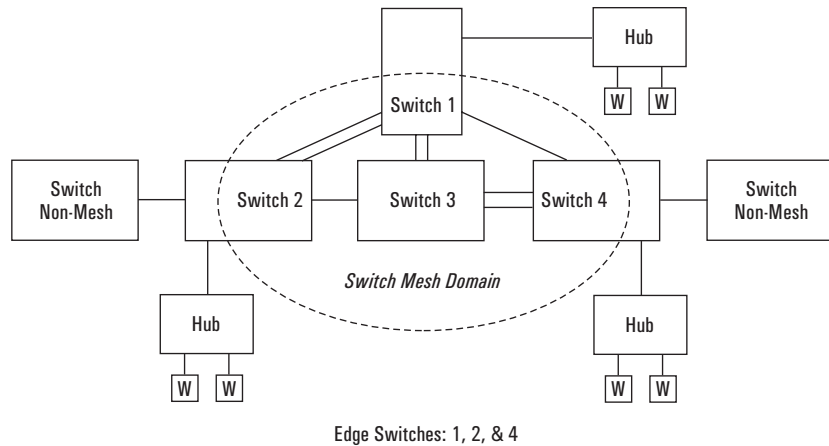 Hub
W W
Switch 1
Switch
Non-Mesh
Switch 2
Switch 3
Switch 4
Switch
Non-Mesh
Switch Mesh Domain
Hub
W W
Hub
W W
Edge Switches: 1, 2, & 4